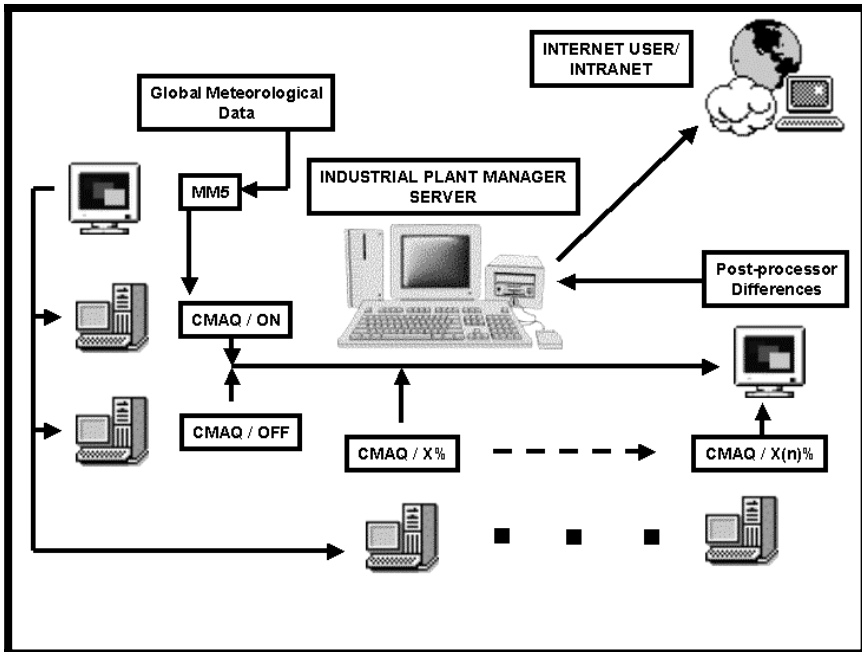 INTERNET USER/
INTRANET
Global Meteorological
Data
MM5
INDUSTRIAL PLANT MANAGER
SERVER
Post-processor
Differences
CMAQ / ON
CMAQ / OFF
CMAQ / X%
CMAQ / X(n)%